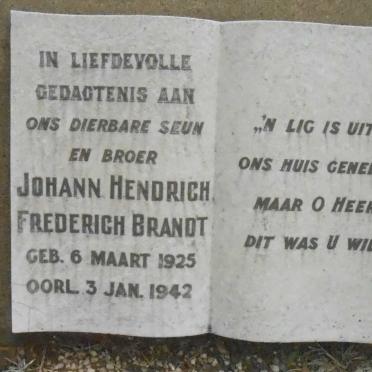 IN LIEFDEVOLLE
GEDAGTENIS AAN
ONS DIERBARE SEUN
EN BROER
JOHANN HENDRICH
FREDERICH BRANDT
GEB. 6 MAART 1925
OORL. 3 JAN. 1942
„'N LIG IS UIT
ONS HUIS
MAAR O HEER
DIT WAS U